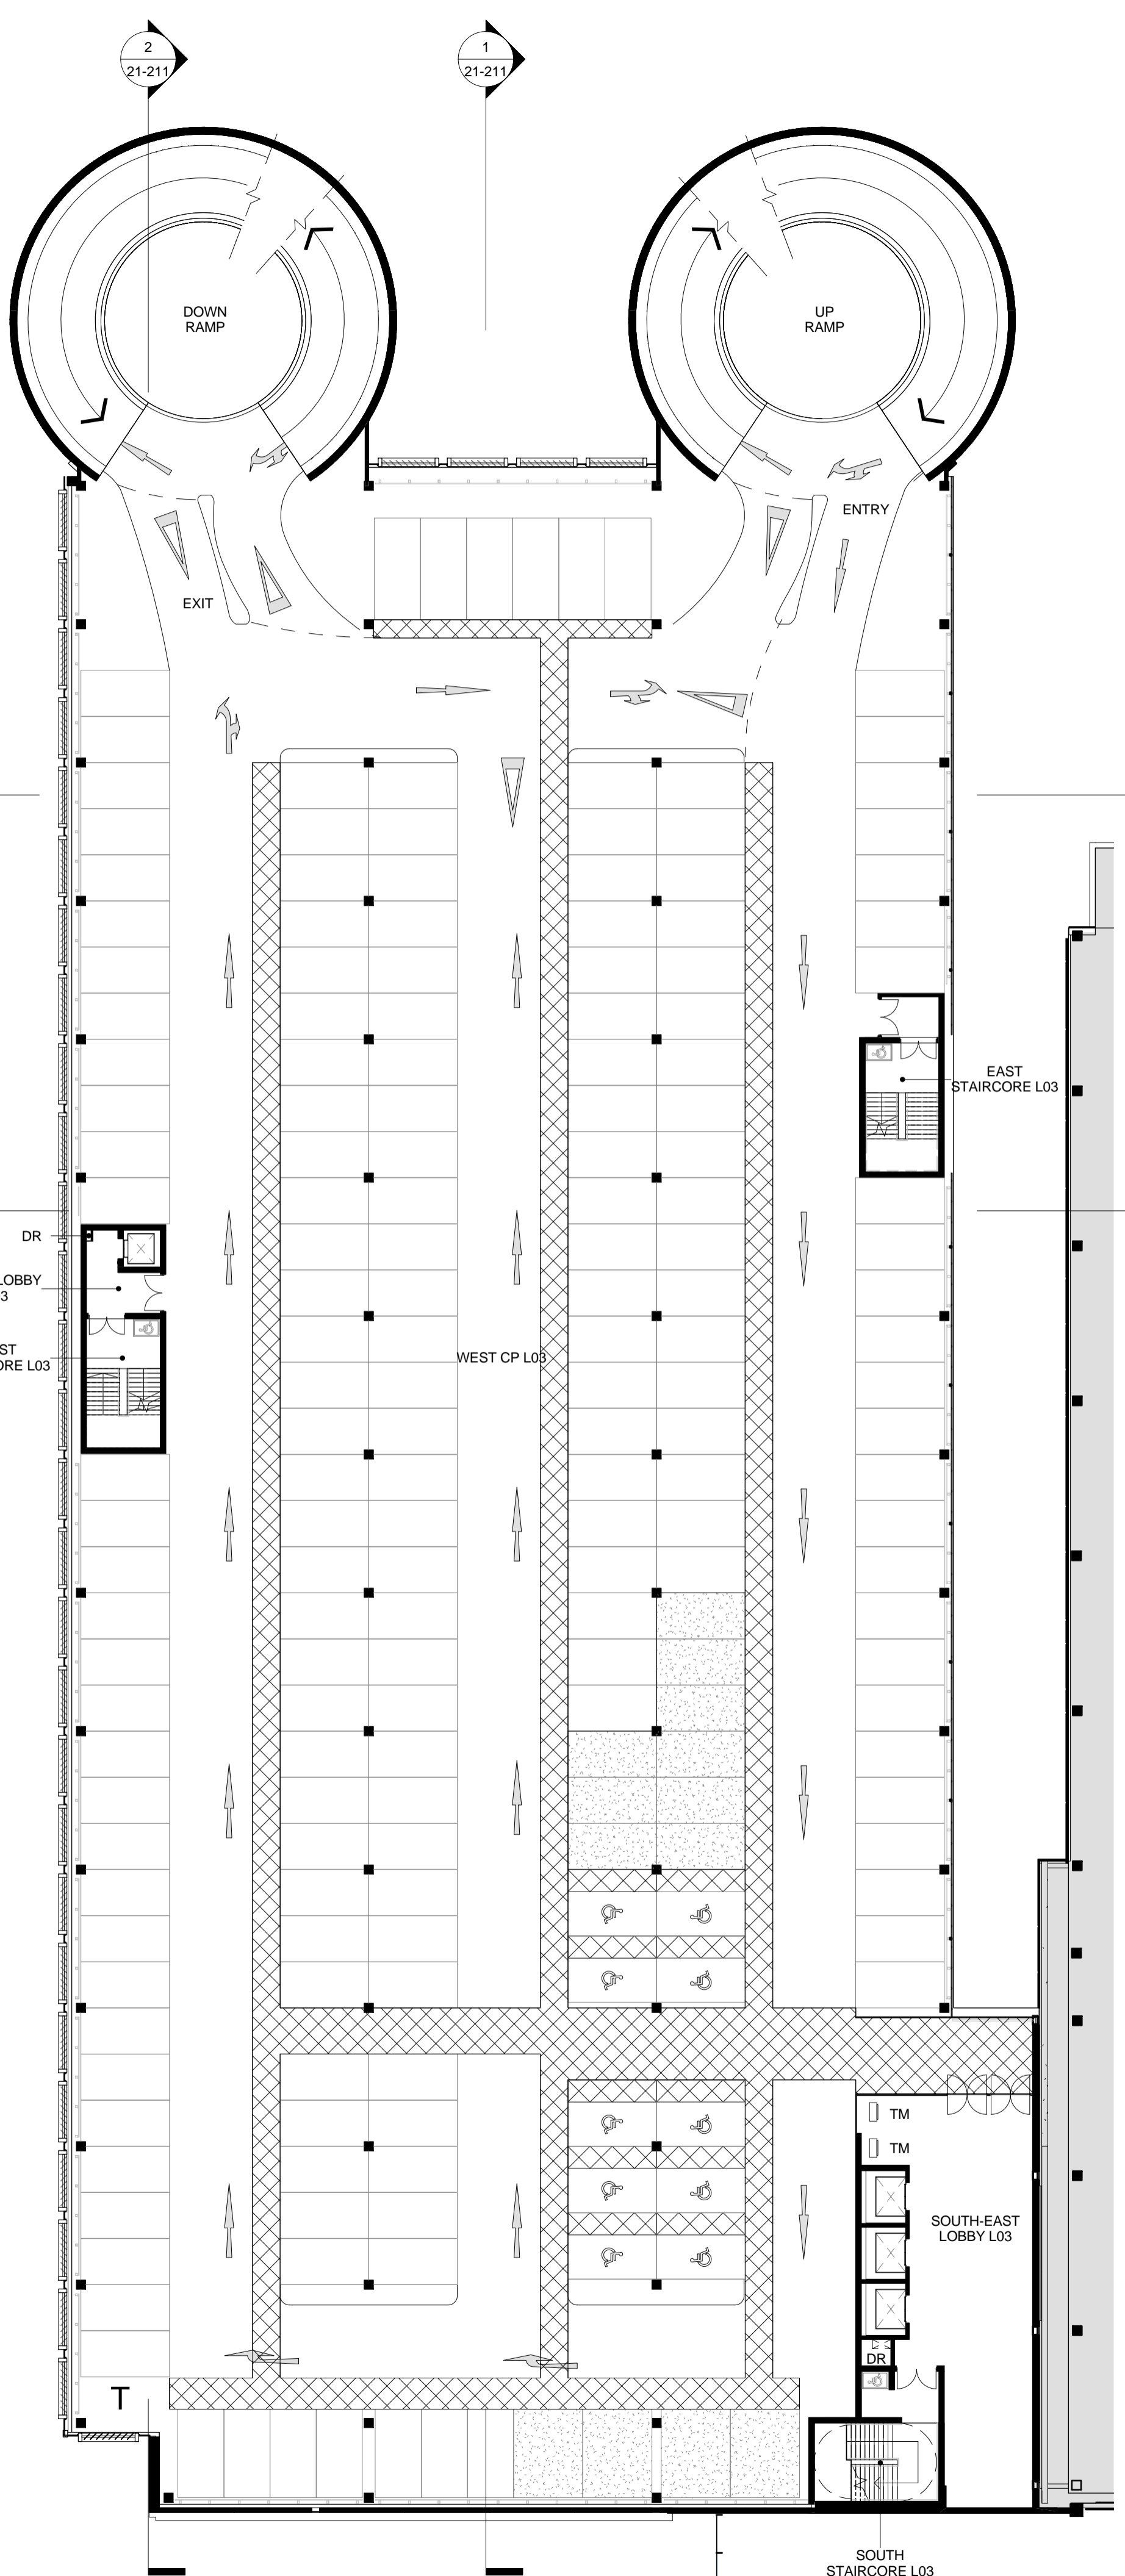 2
21-211
1
21-211
DOWN
RAMP
UP
RAMP
ENTRY
EXIT
EAST
STAIRCORE L03
DR
LOBBY
3
ST
ORE L03
WEST CP L03
TM
TM
SOUTH-EAST
LOBBY L03
DR
T
SOUTH
STAIRCORE L03